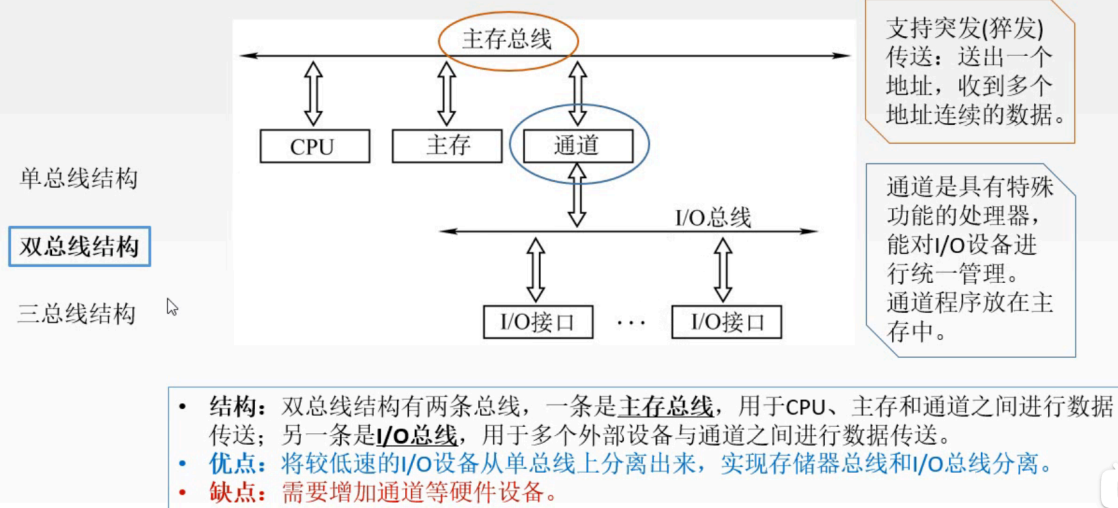 单总线结构
双总线结构
三总线结构
主存总线
CPU
主存
通道
I/O总线
I/O接口
...
I/O接口
支持突发(猝发)
传送：送出一个
地址，收到多个
地址连续的数据。
通道是具有特殊
功能的处理器，
能对I/O设备进
行统一管理。
通道程序放在主
存中。
• 结构：双总线结构有两条总线，一条是主存总线，用于CPU、主存和通道之间进行数据
传送；另一条是I/O总线，用于多个外部设备与通道之间进行数据传送。
• 优点：将较低速的I/O设备从单总线上分离出来，实现存储器总线和I/O总线分离。
• 缺点：需要增加通道等硬件设备。